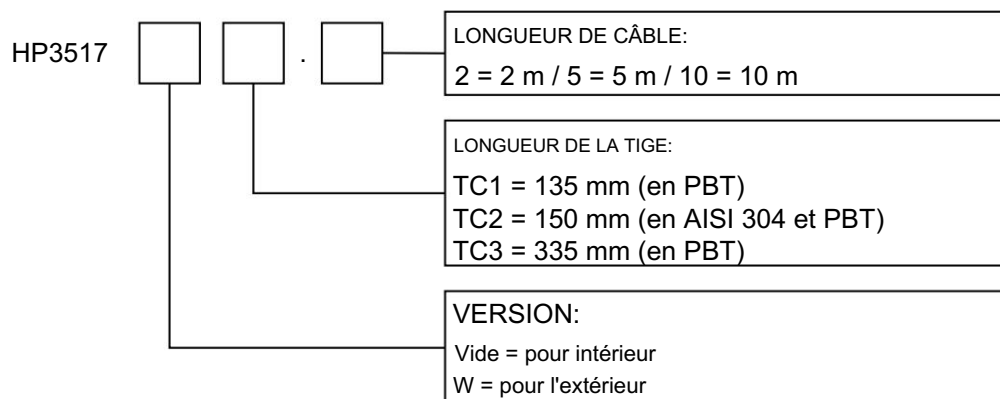 HP3517 .
LONGUEUR DE CÂBLE:
2 = 2 m / 5 = 5 m / 10 = 10 m
LONGUEUR DE LA TIGE:
TC1 = 135 mm (en PBT)
TC2 = 150 mm (en AISI 304 et PBT)
TC3 = 335 mm (en PBT)
VERSION:
Vide = pour intérieur
W = pour l'extérieur